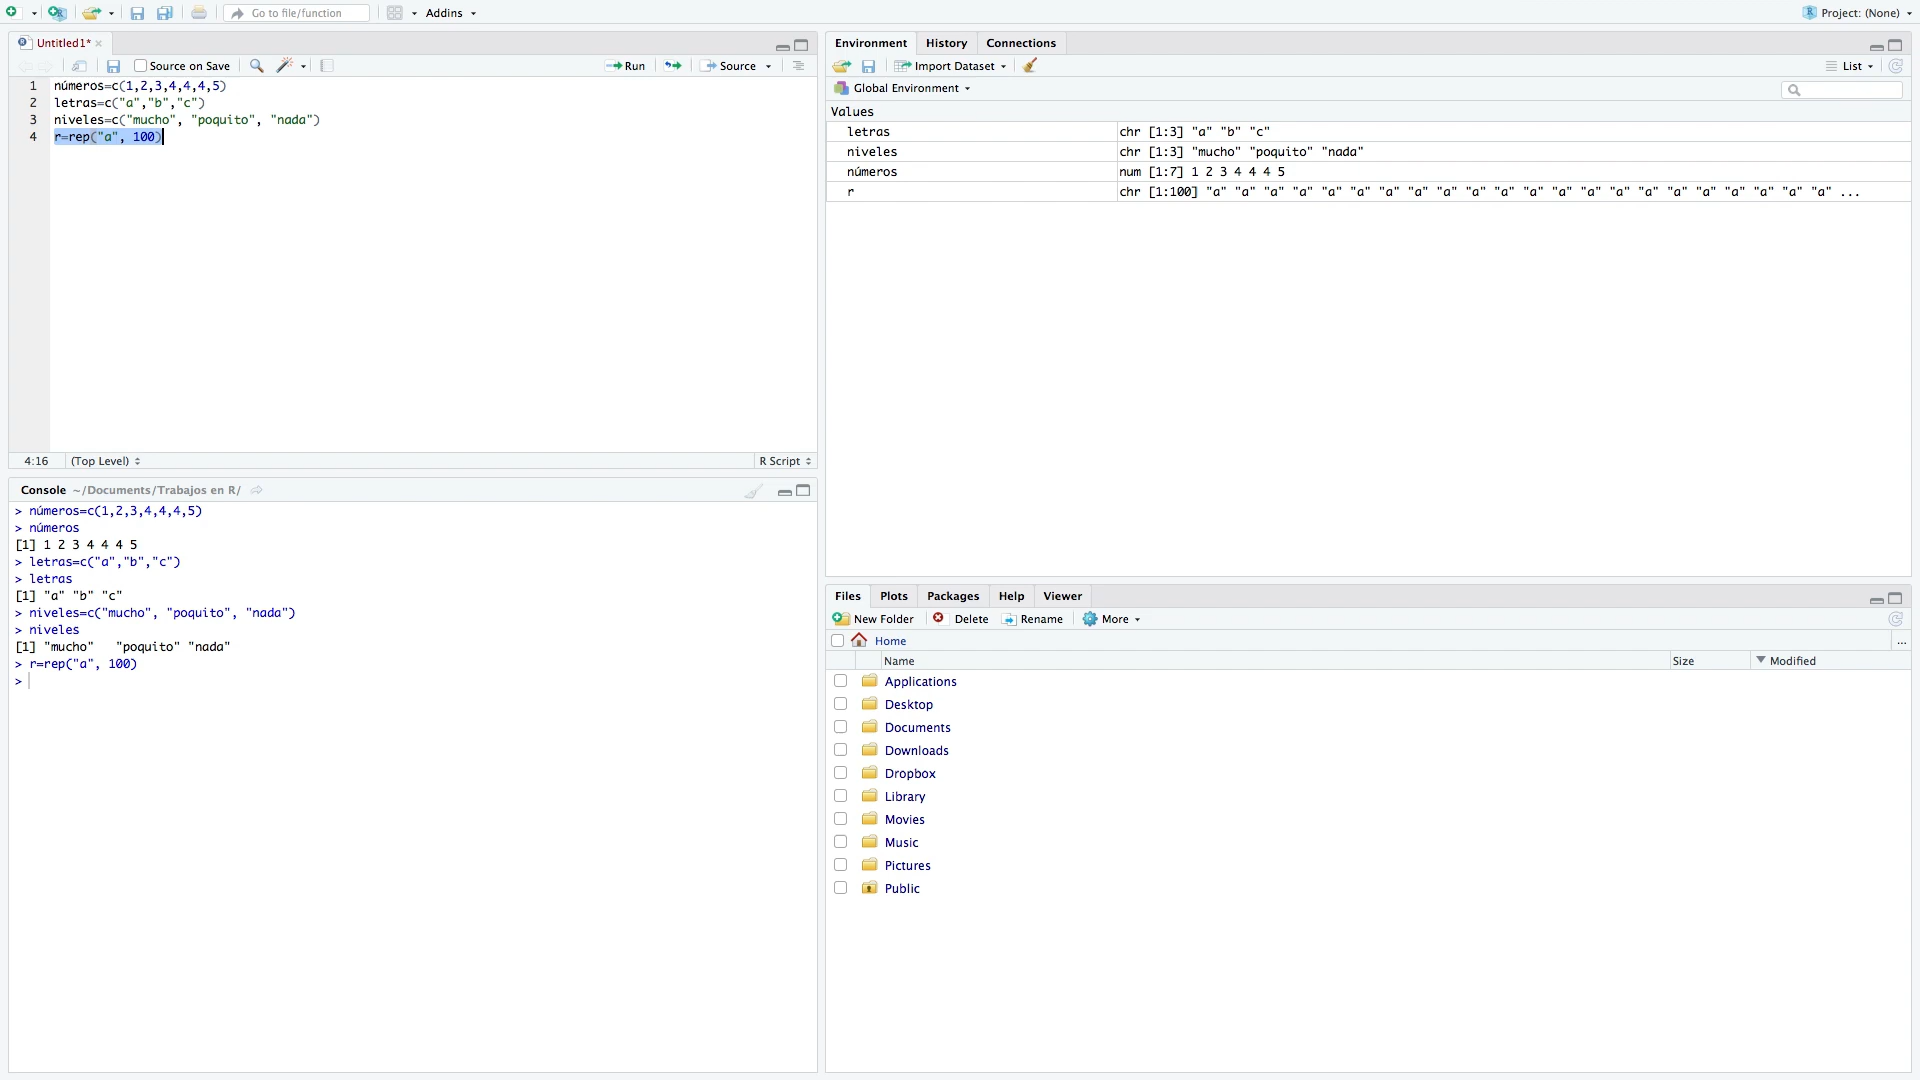 Go to file/function Addins Project: (None)
Untitled1*
Source on Save Run Source
1 números=c(1,2,3,4,4,4,5)
2 letras=c("a","b","c")
3 niveles=c("mucho", "poquito", "nada")
4 r=rep("a", 100)
4:16 (Top Level) R Script
Console ~/Documents/Trabajos en R/
> números=c(1,2,3,4,4,4,5)
> números
[1] 1 2 3 4 4 4 5
> letras=c("a","b","c")
> letras
[1] "a" "b" "c"
> niveles=c("mucho", "poquito", "nada")
> niveles
[1] "mucho"   "poquito" "nada"
> r=rep("a", 100)
>
Environment History Connections
Import Dataset List
Global Environment
Values
letras chr [1:3] "a" "b" "c"
niveles chr [1:3] "mucho" "poquito" "nada"
números num [1:7] 1 2 3 4 4 4 5
r chr [1:100] "a" "a" "a" "a" "a" "a" "a" "a" "a" "a" "a" "a" "a" "a" "a" "a" "a" "a" "a" "a" "a" "a" ...
Files Plots Packages Help Viewer
New Folder Delete Rename More
Home ...
Name Size Modified
Applications
Desktop
Documents
Downloads
Dropbox
Library
Movies
Music
Pictures
Public